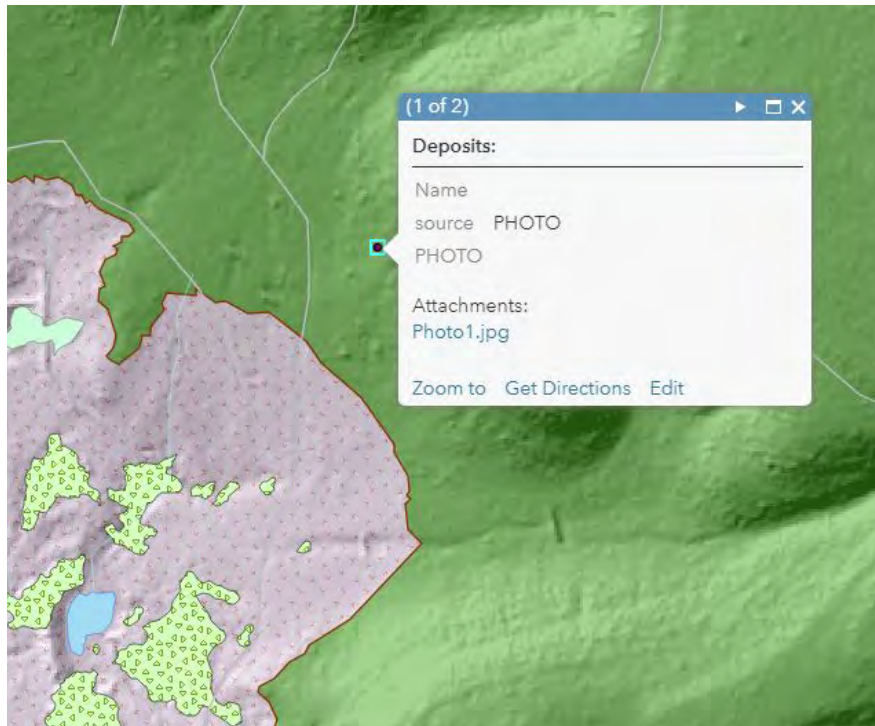 (1 of 2)
Deposits:
Name
source PHOTO
PHOTO
Attachments:
Photo1.jpg
Zoom to Get Directions Edit